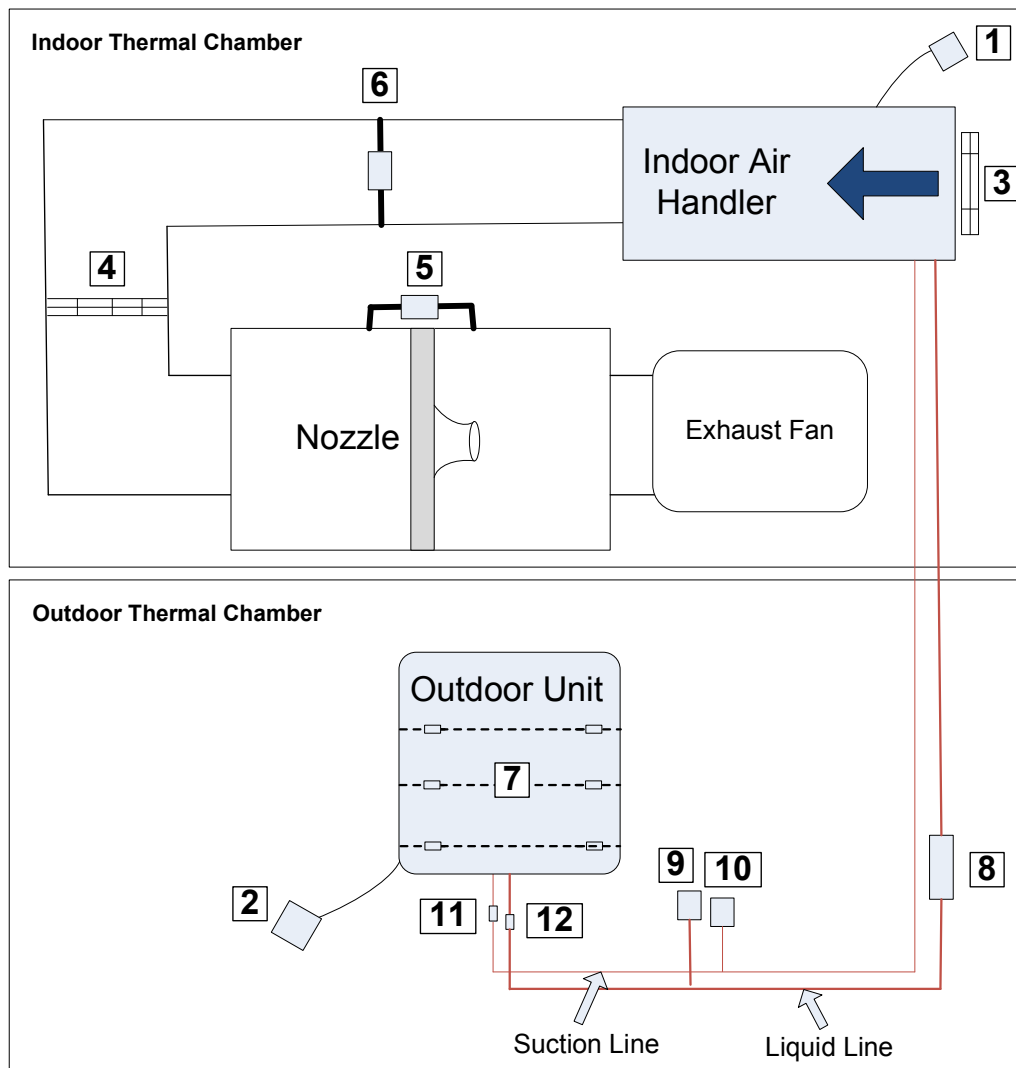 Indoor Thermal Chamber
1
6
Indoor Air
Handler
3
4
5
Nozzle
Exhaust Fan
Outdoor Thermal Chamber
Outdoor Unit
7
2
9
10
8
11
12
Suction Line
Liquid Line